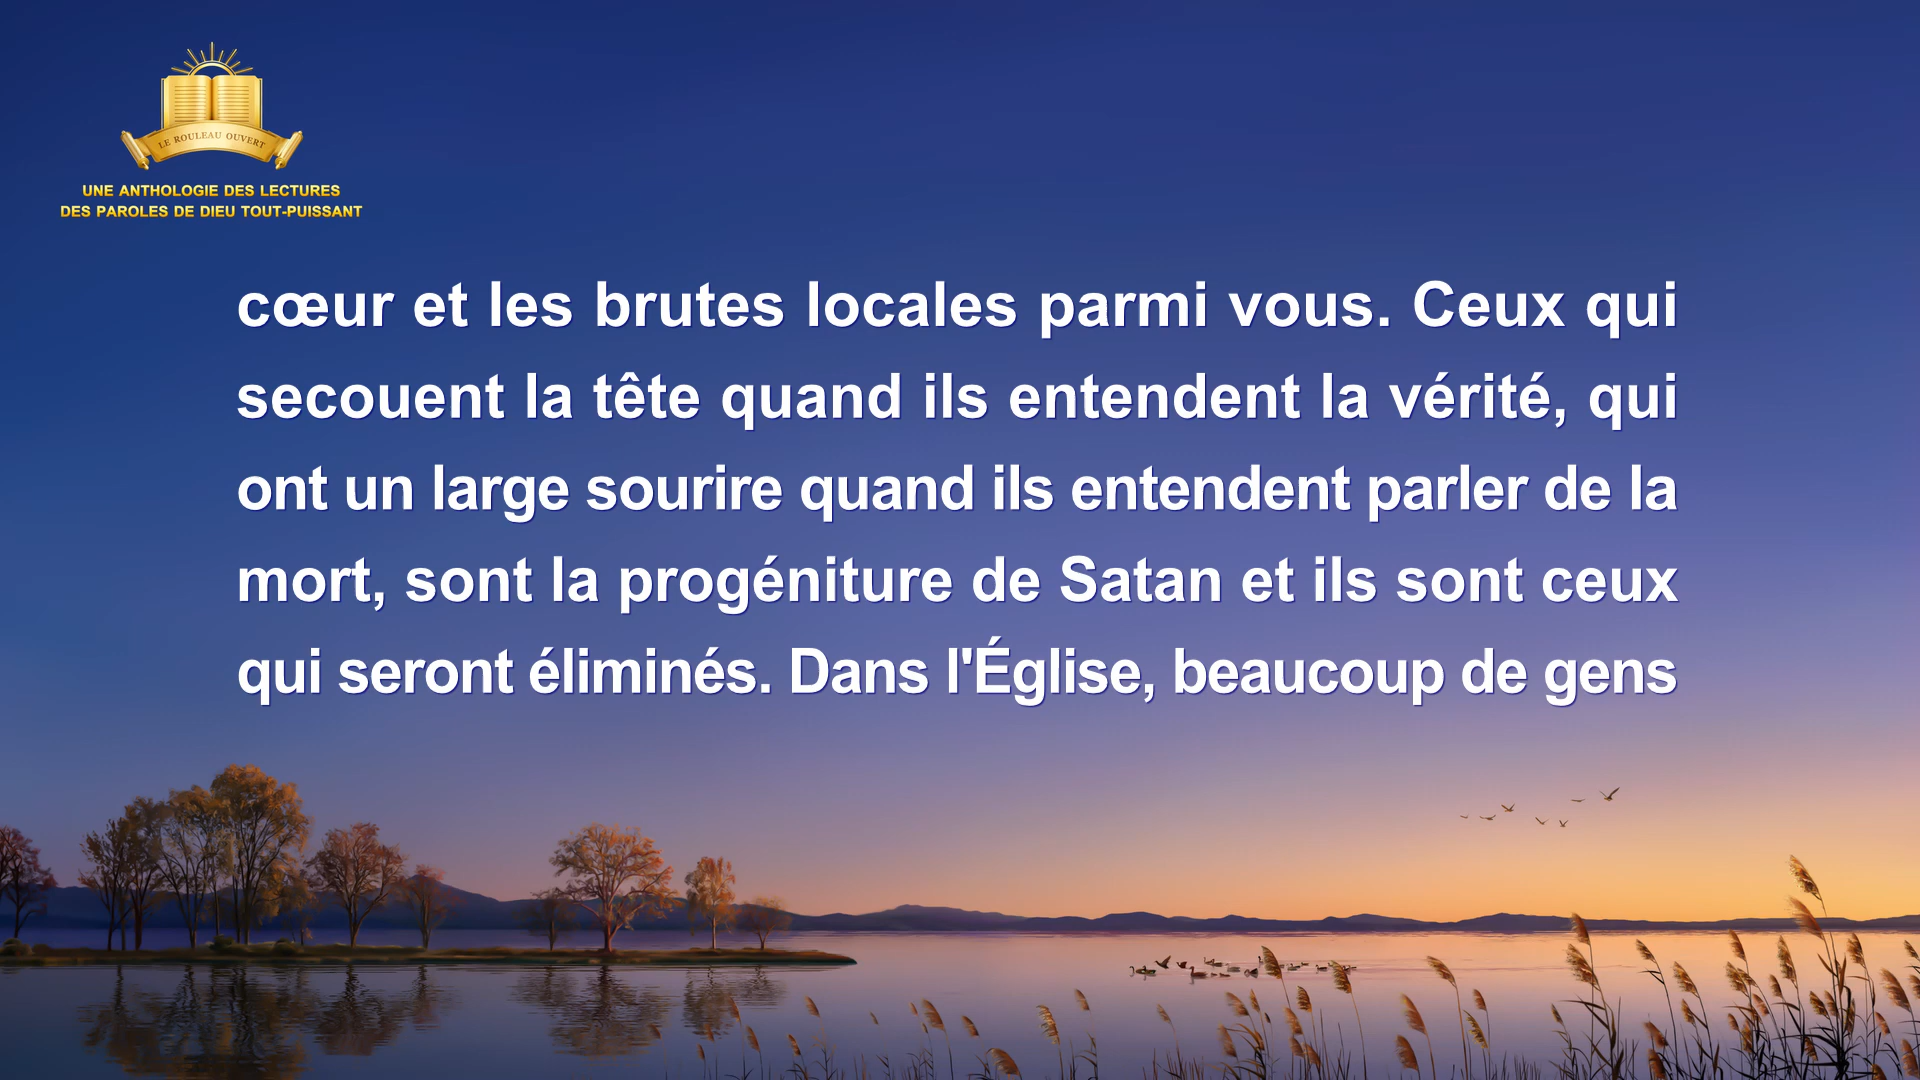 LE ROULEAU OUVERT
UNE ANTHOLOGIE DES LECTURES
DES PAROLES DE DIEU TOUT-PUISSANT
cœur et les brutes locales parmi vous. Ceux qui
secouent la tête quand ils entendent la vérité, qui
ont un large sourire quand ils entendent parler de la
mort, sont la progéniture de Satan et ils sont ceux
qui seront éliminés. Dans l'Église, beaucoup de gens